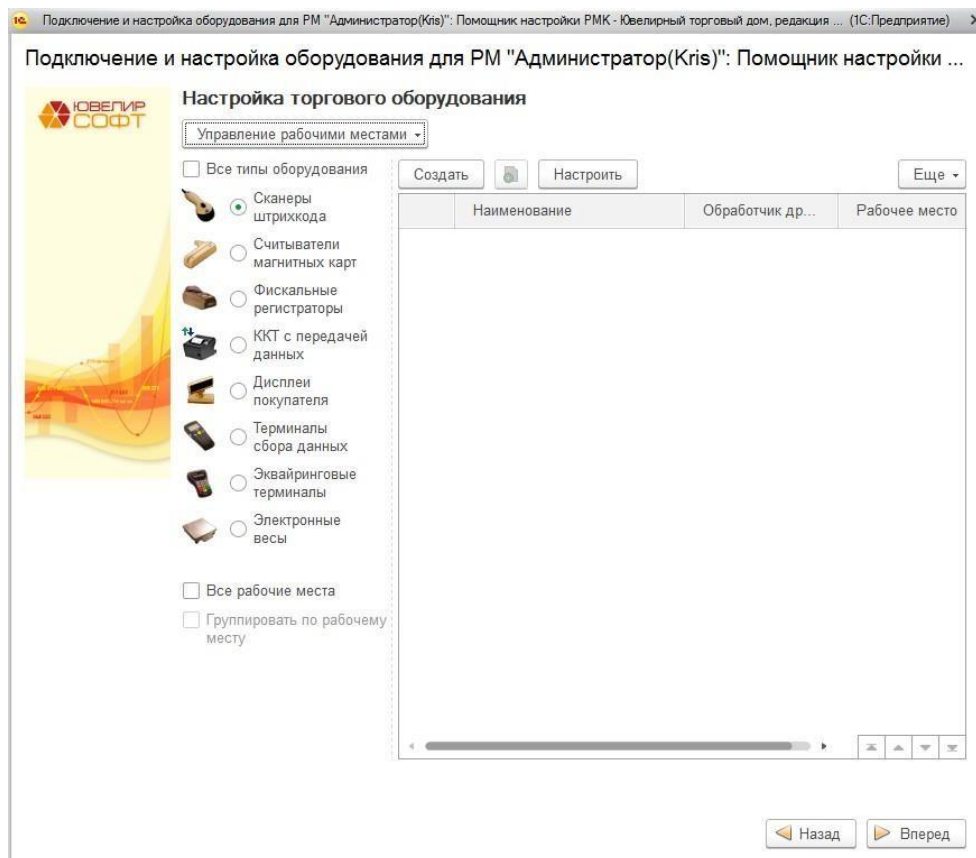 Подключение и настройка оборудования для РМ "Администратор(Kris)": Помощник настройки РМК - Ювелирный торговый дом, редакция ... (1С:Предприятие)
Подключение и настройка оборудования для РМ "Администратор(Kris)": Помощник настройки ...
ЮВЕЛИР
СОФТ
Настройка торгового оборудования
Управление рабочими местами
Все типы оборудования
Создать
Настроить
Еще
Наименование
Обработчик др...
Рабочее место
Сканеры
штрихкода
Считыватели
магнитных карт
Фискальные
регистраторы
ККТ с передачей
данных
Дисплеи
покупателя
Терминалы
сбора данных
Эквайринговые
терминалы
Электронные
весы
Все рабочие места
Группировать по рабочему
месту
Назад
Вперед